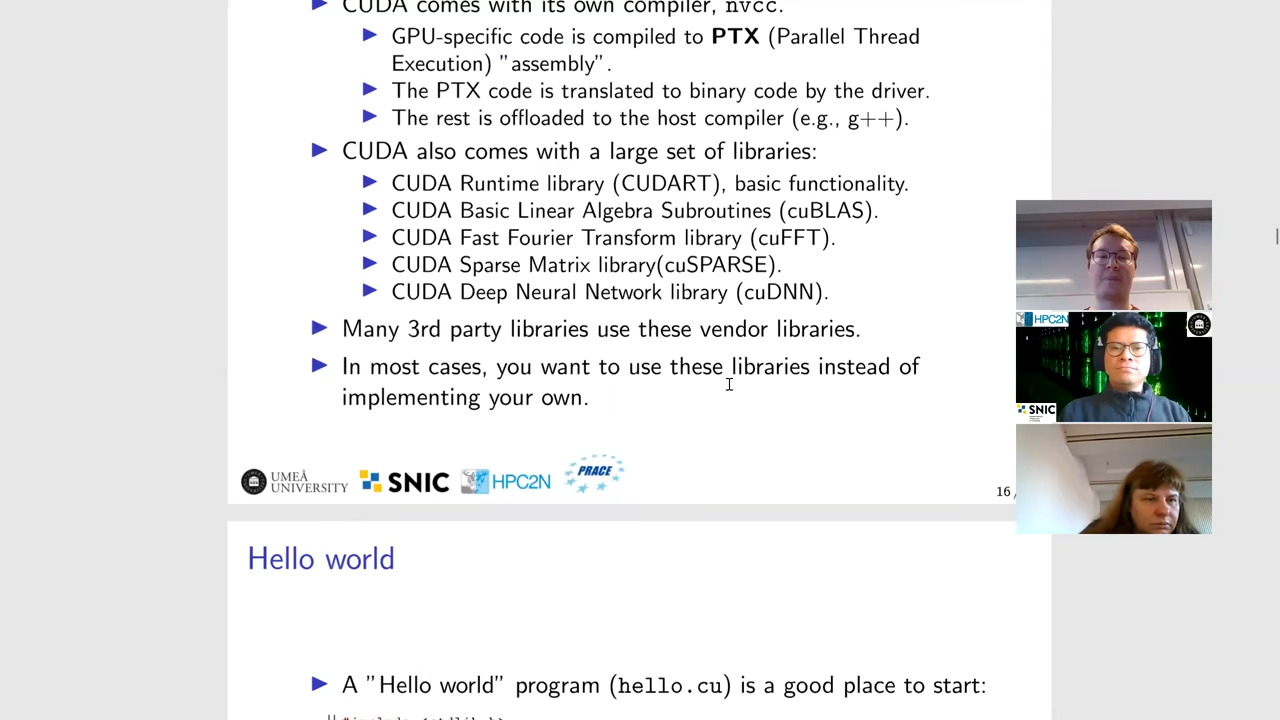 CUDA comes with its own compiler, nvcc.
GPU-specific code is compiled to PTX (Parallel Thread
Execution) "assembly".
The PTX code is translated to binary code by the driver.
The rest is offloaded to the host compiler (e.g., g++).
CUDA also comes with a large set of libraries:
CUDA Runtime library (CUDART), basic functionality.
CUDA Basic Linear Algebra Subroutines (cuBLAS).
CUDA Fast Fourier Transform library (cuFFT).
CUDA Sparse Matrix library(cuSPARSE).
CUDA Deep Neural Network library (cuDNN).
Many 3rd party libraries use these vendor libraries.
In most cases, you want to use these libraries instead of
implementing your own.
UMEÅ
UNIVERSITY
SNIC
HPC2N
PRACE
16 /
HPC2N
SNIC
Hello world
A "Hello world" program (hello.cu) is a good place to start:
#include <stdlib.h>